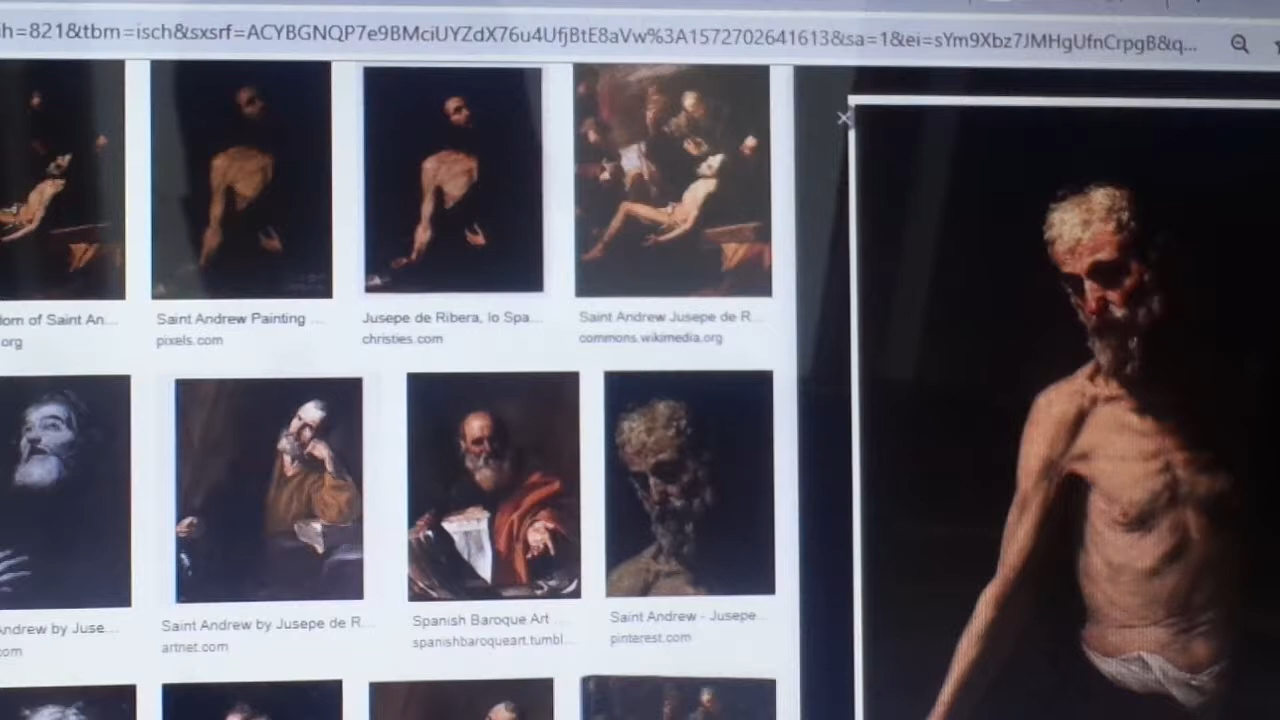 ih=821&tbm=isch&sxsrf=ACYBGNQP7e9BMciUYZdX76u4UfjBtE8aVw%3A1572702641613&sa=1&ei=sYm9Xbz7JMHgUfnCrpgB&q...
dom of Saint An...
.org
Saint Andrew Painting ...
pixels.com
Jusepe de Ribera, lo Spa...
christies.com
Saint Andrew Jusepe de R...
commons.wikimedia.org
Andrew by Juse...
com
Saint Andrew by Jusepe de R...
artnet.com
Spanish Baroque Art ...
spanishbaroqueart.tumbl...
Saint Andrew - Jusepe...
pinterest.com